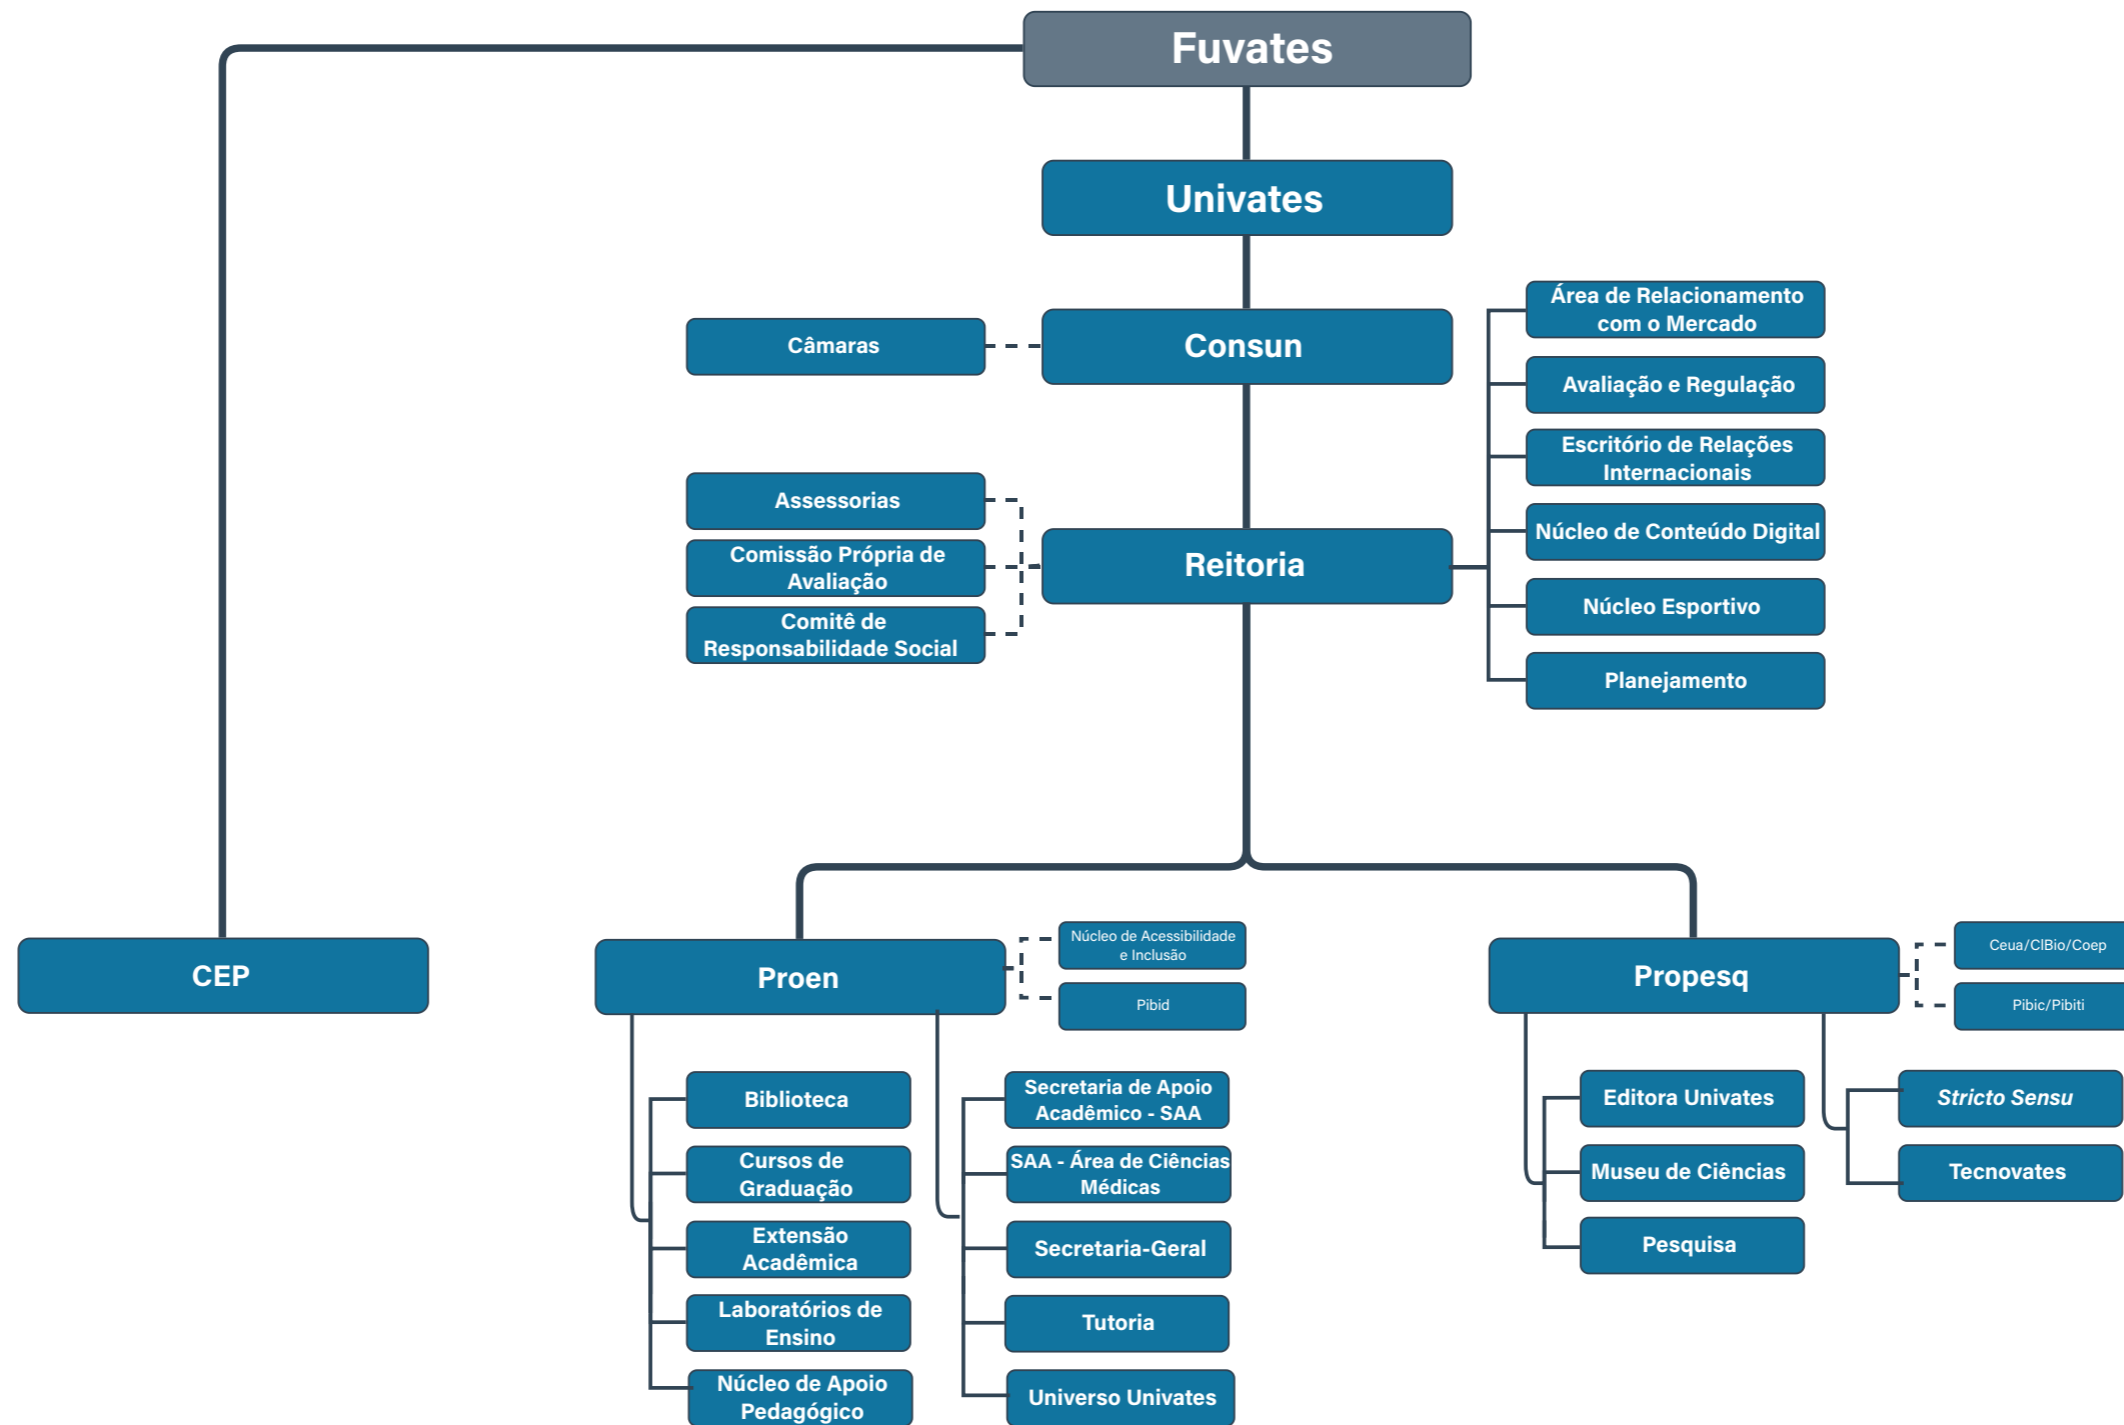 Fuvates
Univates
Câmaras
Consun
Área de Relacionamento
com o Mercado
Avaliação e Regulação
Escritório de Relações
Internacionais
Núcleo de Conteúdo Digital
Núcleo Esportivo
Planejamento
Assessorias
Comissão Própria de
Avaliação
Comitê de
Responsabilidade Social
Reitoria
CEP
Proen
Núcleo de Acessibilidade
e Inclusão
Pibid
Biblioteca
Cursos de
Graduação
Extensão
Acadêmica
Laboratórios de
Ensino
Núcleo de Apoio
Pedagógico
Secretaria de Apoio
Acadêmico - SAA
SAA - Área de Ciências
Médicas
Secretaria-Geral
Tutoria
Universo Univates
Propesq
Ceua/CIBio/Coep
Pibic/Pibiti
Editora Univates
Museu de Ciências
Pesquisa
Stricto Sensu
Tecnovates